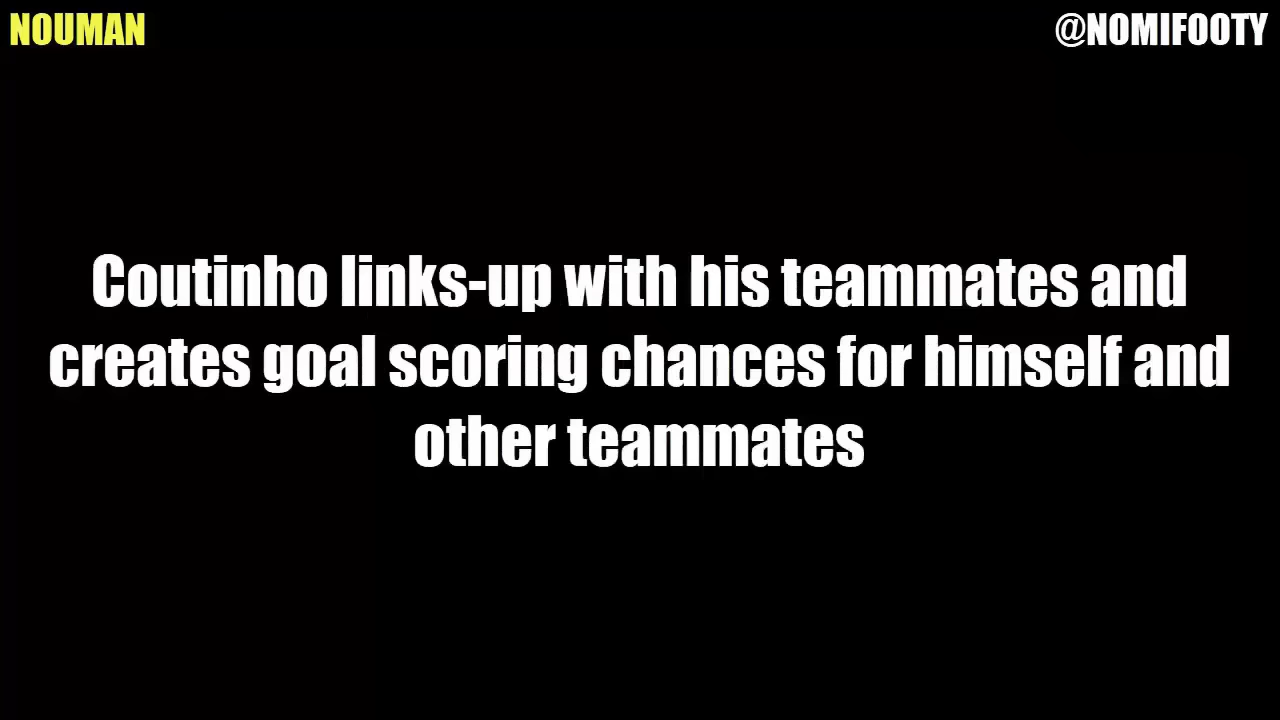 NOUMAN
@NOMIFOOTY
Coutinho links-up with his teammates and
creates goal scoring chances for himself and
other teammates